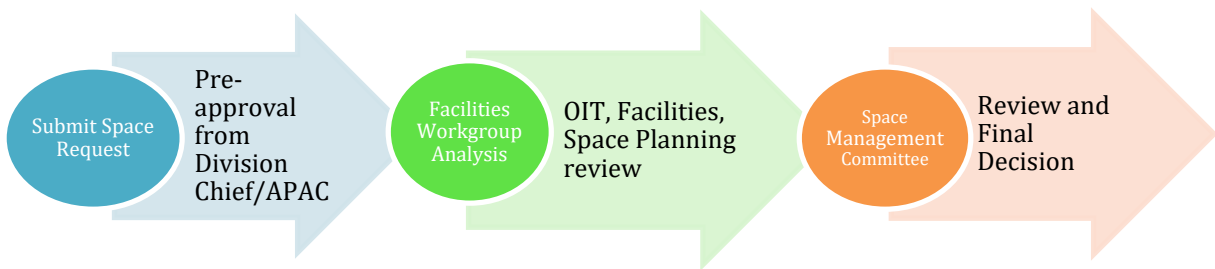 Submit Space
Request
Pre-
approval
from
Division
Chief/APAC
Facilities
Workgroup
Analysis
OIT, Facilities,
Space Planning
review
Space
Management
Committee
Review and
Final
Decision